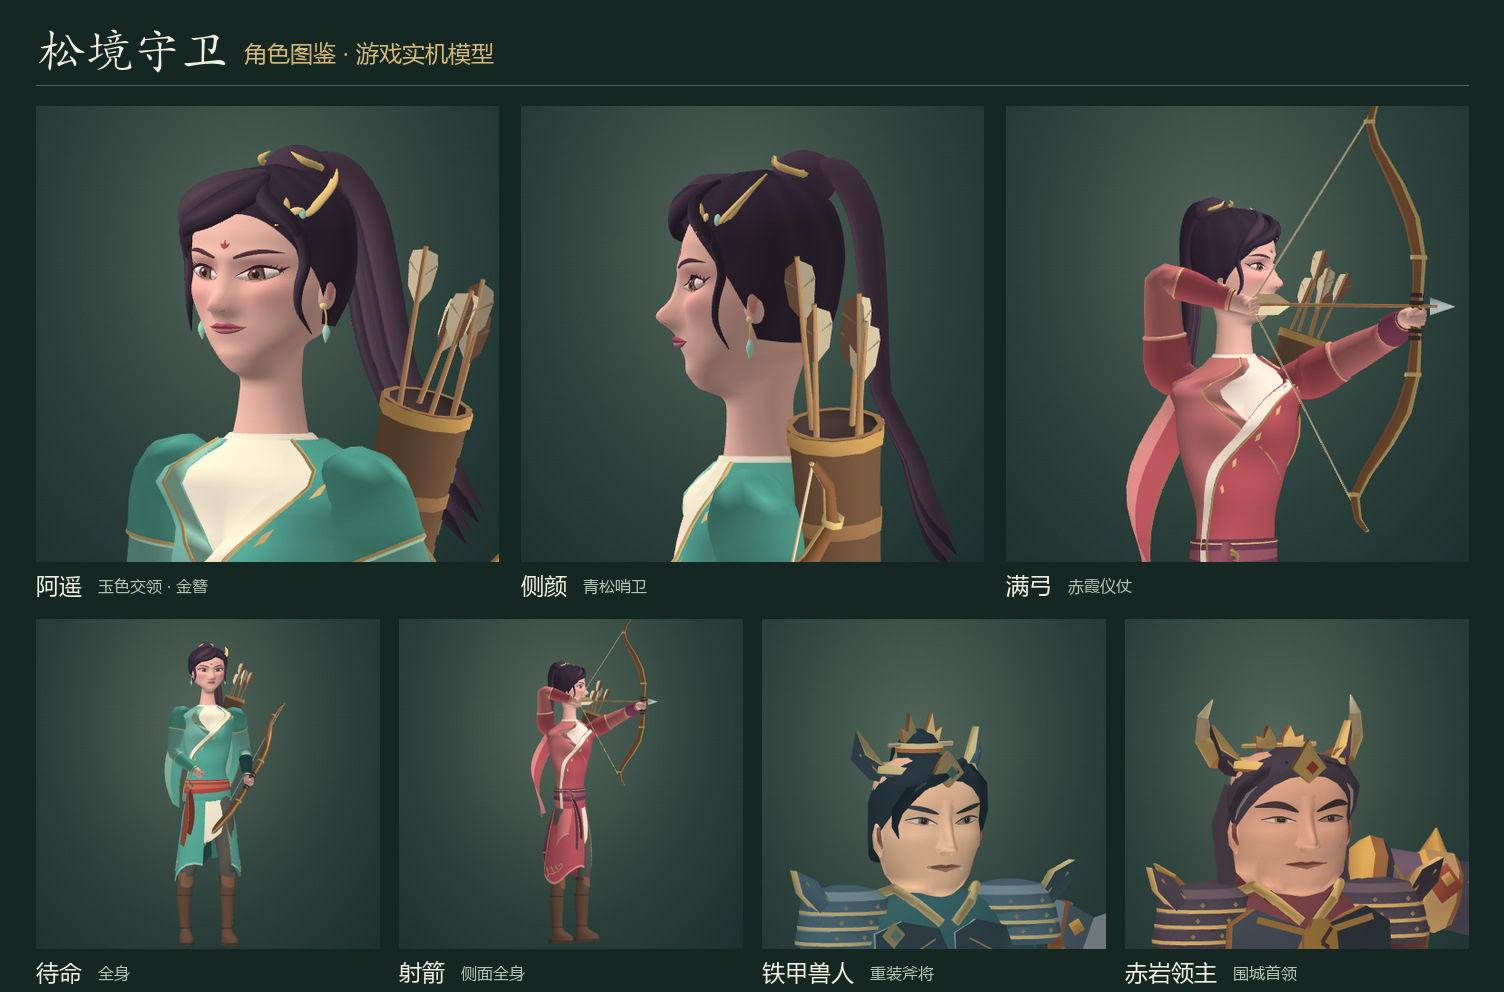 松境守卫 角色图鉴 · 游戏实机模型
阿遥 玉色交领 · 金簪
侧颜 青松哨卫
满弓 赤霞仪仗
待命 全身
射箭 侧面全身
铁甲兽人 重装斧将
赤岩领主 围城首领